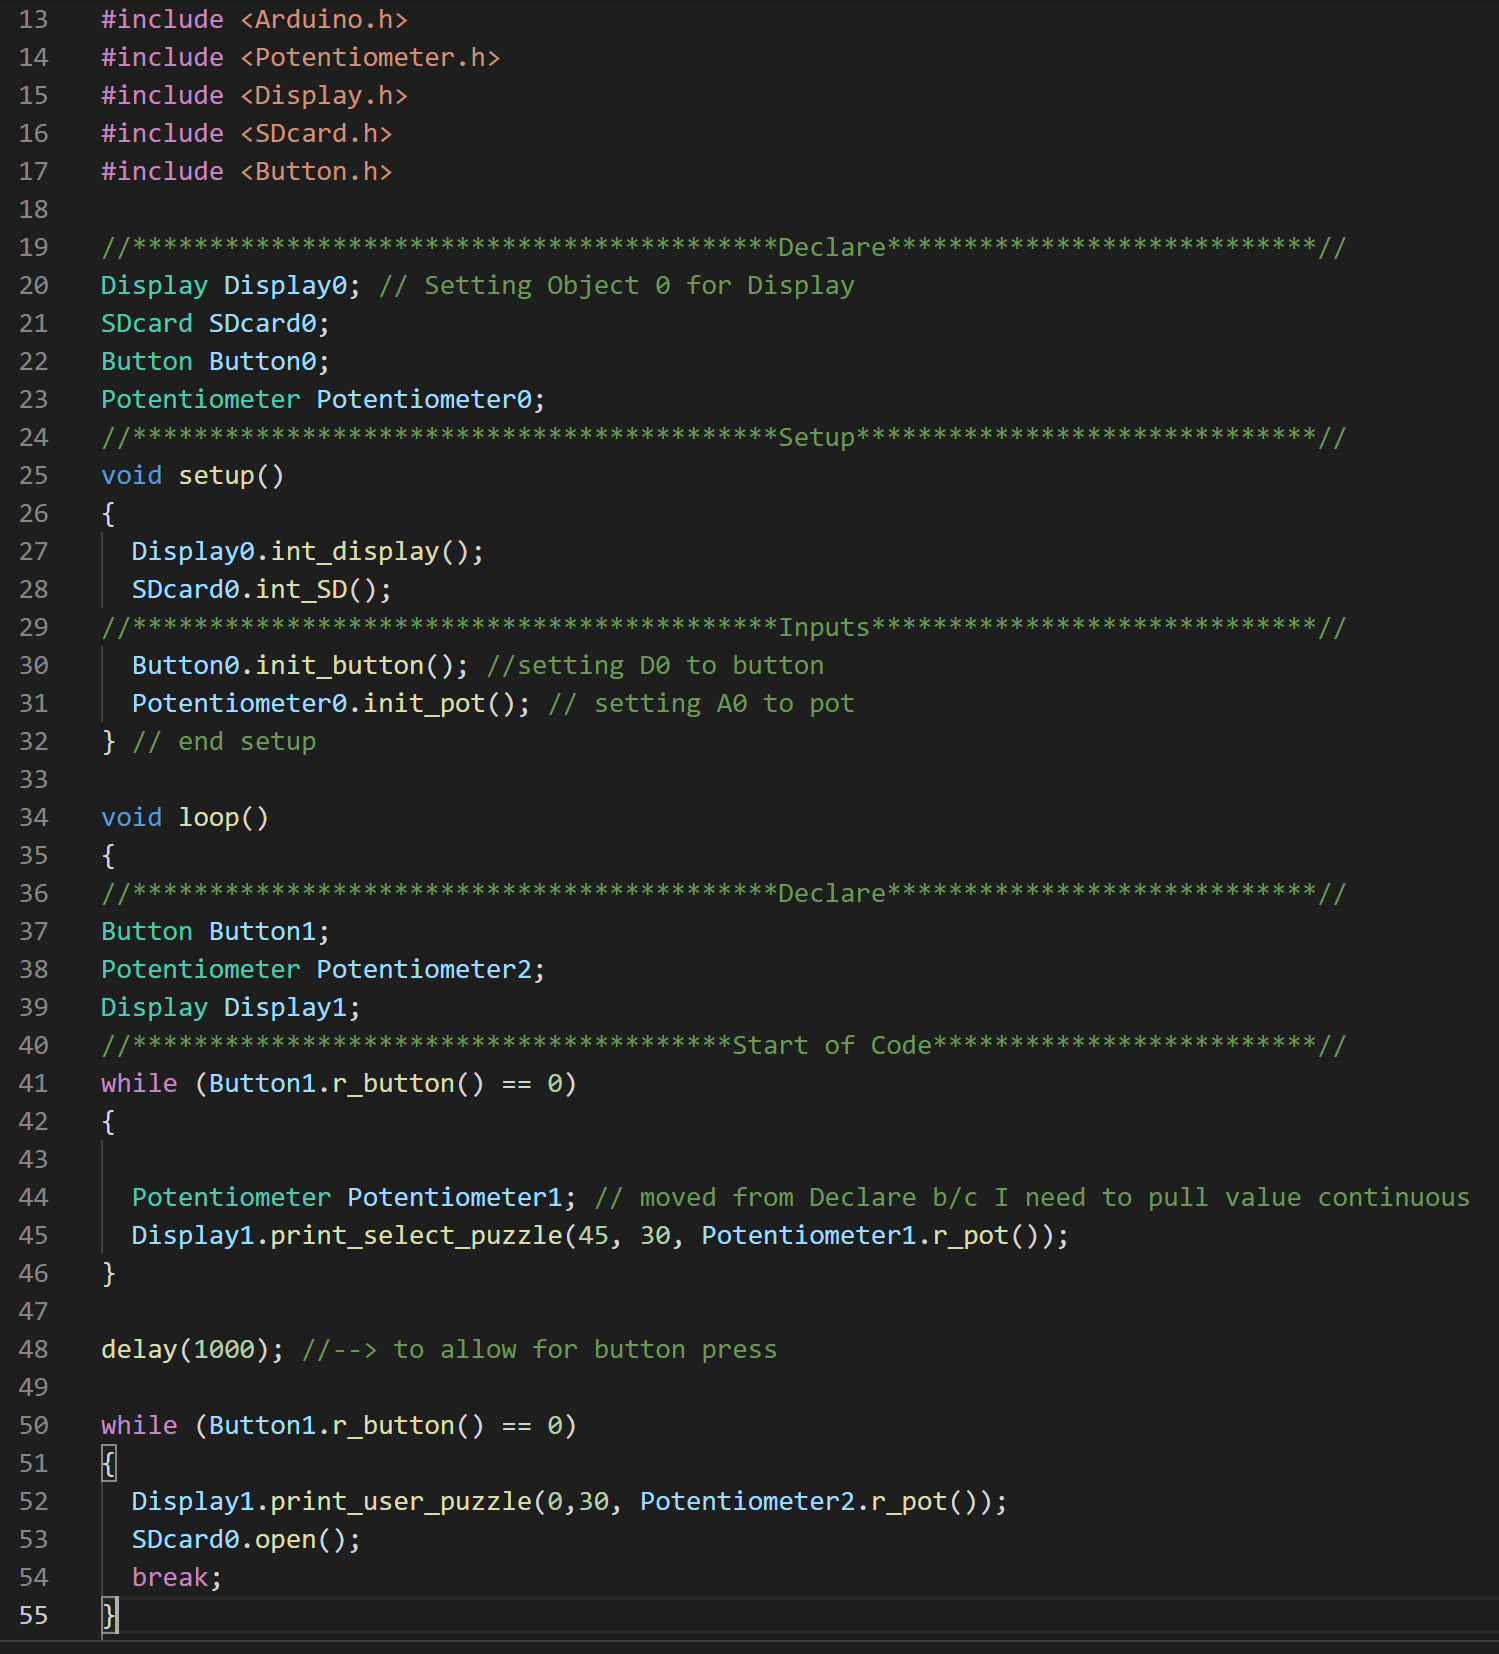 13 #include <Arduino.h>
14 #include <Potentiometer.h>
15 #include <Display.h>
16 #include <SDcard.h>
17 #include <Button.h>
18
19 //******************************************Declare****************************//
20 Display Display0; // Setting Object 0 for Display
21 SDcard SDcard0;
22 Button Button0;
23 Potentiometer Potentiometer0;
24 //******************************************Setup******************************//
25 void setup()
26 {
27   Display0.int_display();
28   SDcard0.int_SD();
29 //******************************************Inputs*****************************//
30   Button0.init_button(); //setting D0 to button
31   Potentiometer0.init_pot(); // setting A0 to pot
32 } // end setup
33
34 void loop()
35 {
36 //******************************************Declare****************************//
37 Button Button1;
38 Potentiometer Potentiometer2;
39 Display Display1;
40 //***************************************Start of Code*************************//
41 while (Button1.r_button() == 0)
42 {
43
44   Potentiometer Potentiometer1; // moved from Declare b/c I need to pull value continuous
45   Display1.print_select_puzzle(45, 30, Potentiometer1.r_pot());
46 }
47
48 delay(1000); //--> to allow for button press
49
50 while (Button1.r_button() == 0)
51 {
52   Display1.print_user_puzzle(0,30, Potentiometer2.r_pot());
53   SDcard0.open();
54   break;
55 }